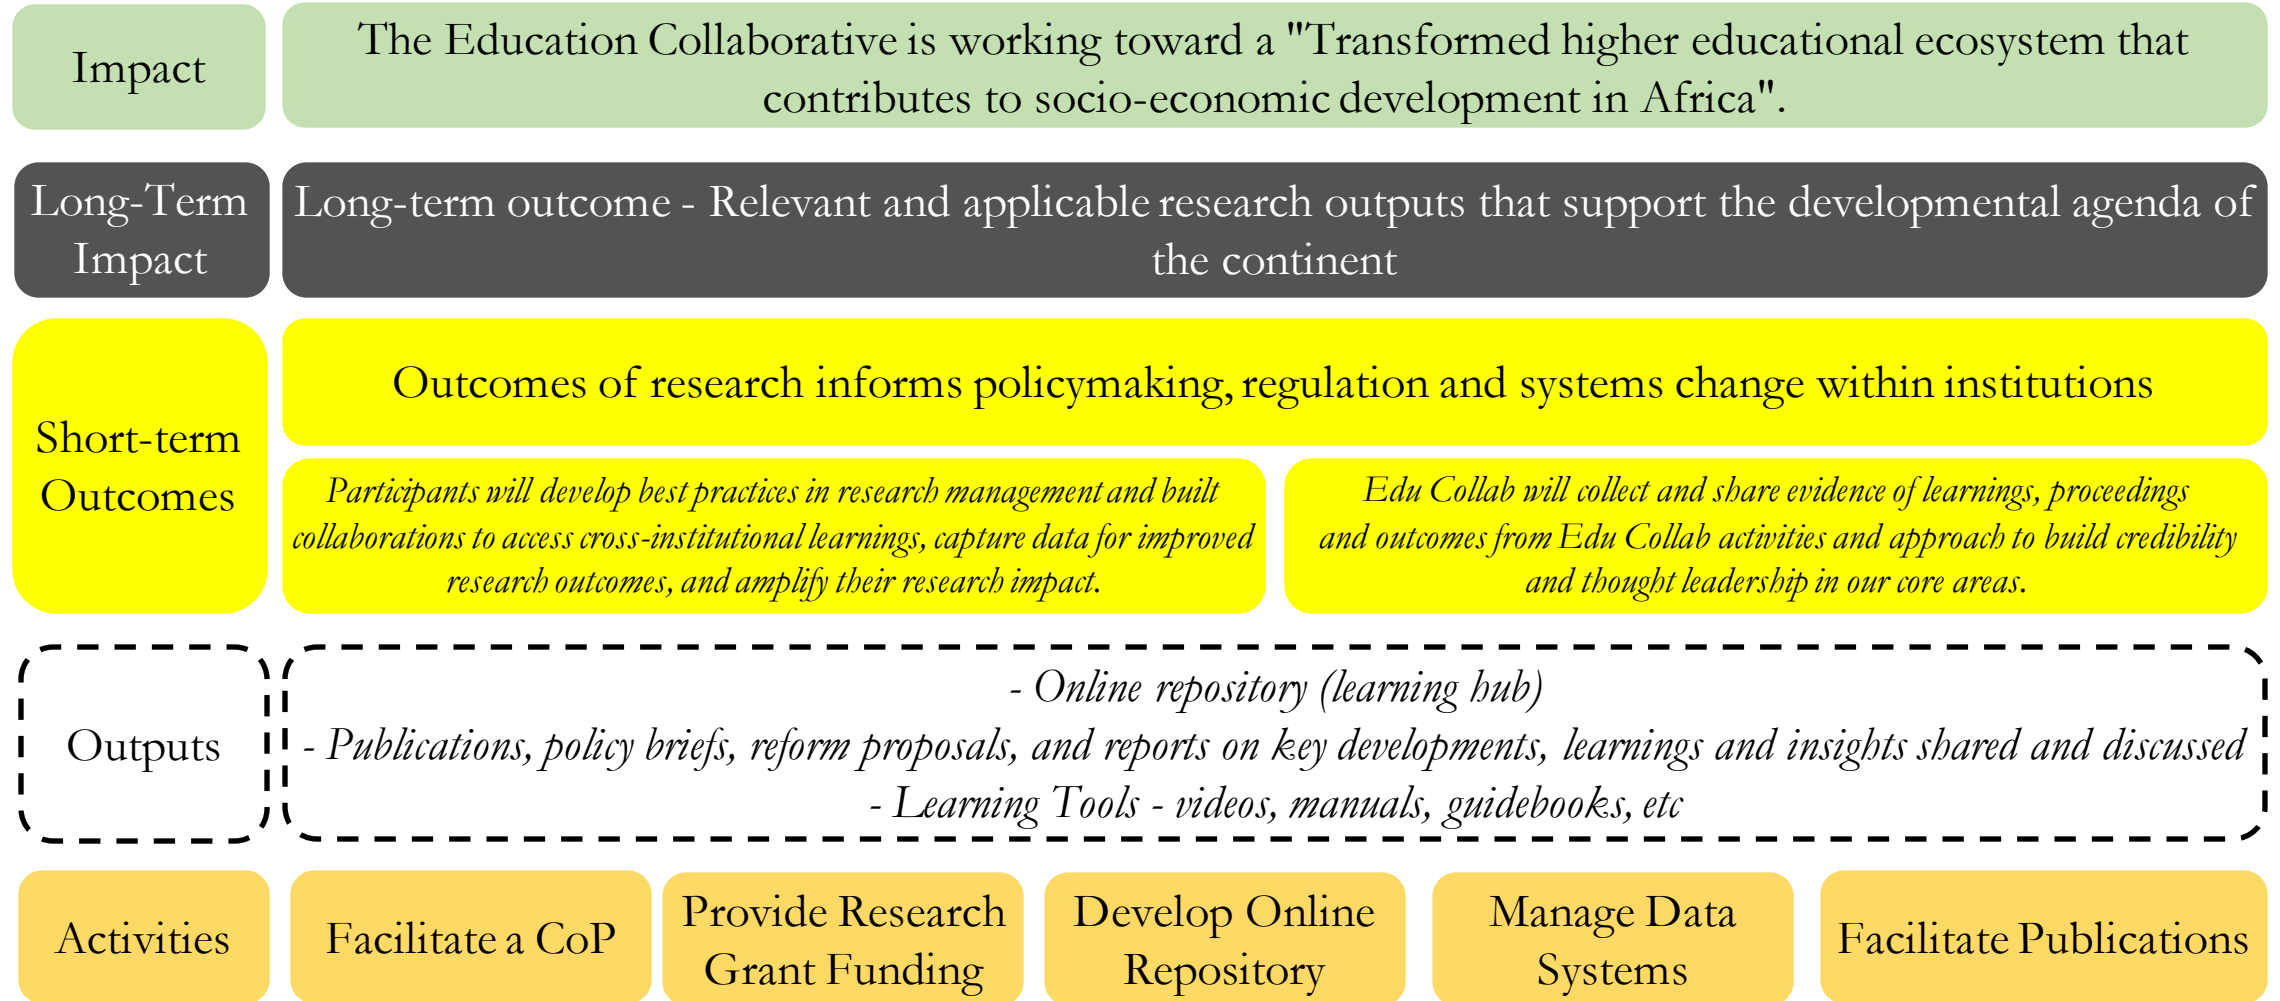 Impact
The Education Collaborative is working toward a "Transformed higher educational ecosystem that
contributes to socio-economic development in Africa".
Long-Term
Impact
Long-term outcome - Relevant and applicable research outputs that support the developmental agenda of
the continent
Short-term
Outcomes
Outcomes of research informs policymaking, regulation and systems change within institutions
Participants will develop best practices in research management and built
collaborations to access cross-institutional learnings, capture data for improved
research outcomes, and amplify their research impact.
Edu Collab will collect and share evidence of learnings, proceedings
and outcomes from Edu Collab activities and approach to build credibility
and thought leadership in our core areas.
Outputs
- Online repository (learning hub)
- Publications, policy briefs, reform proposals, and reports on key developments, learnings and insights shared and discussed
- Learning Tools - videos, manuals, guidebooks, etc
Activities
Facilitate a CoP
Provide Research
Grant Funding
Develop Online
Repository
Manage Data
Systems
Facilitate Publications